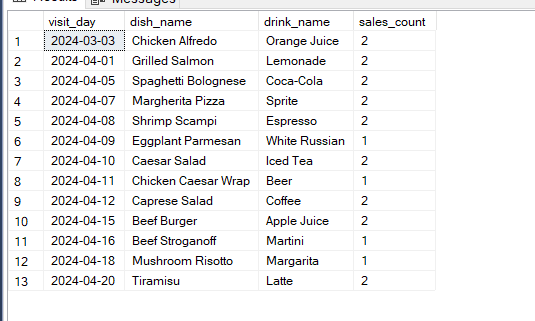 Messages
visit_day dish_name drink_name sales_count
1 2024-03-03 Chicken Alfredo Orange Juice 2
2 2024-04-01 Grilled Salmon Lemonade 2
3 2024-04-05 Spaghetti Bolognese Coca-Cola 2
4 2024-04-07 Margherita Pizza Sprite 2
5 2024-04-08 Shrimp Scampi Espresso 2
6 2024-04-09 Eggplant Parmesan White Russian 1
7 2024-04-10 Caesar Salad Iced Tea 2
8 2024-04-11 Chicken Caesar Wrap Beer 1
9 2024-04-12 Caprese Salad Coffee 2
10 2024-04-15 Beef Burger Apple Juice 2
11 2024-04-16 Beef Stroganoff Martini 1
12 2024-04-18 Mushroom Risotto Margarita 1
13 2024-04-20 Tiramisu Latte 2